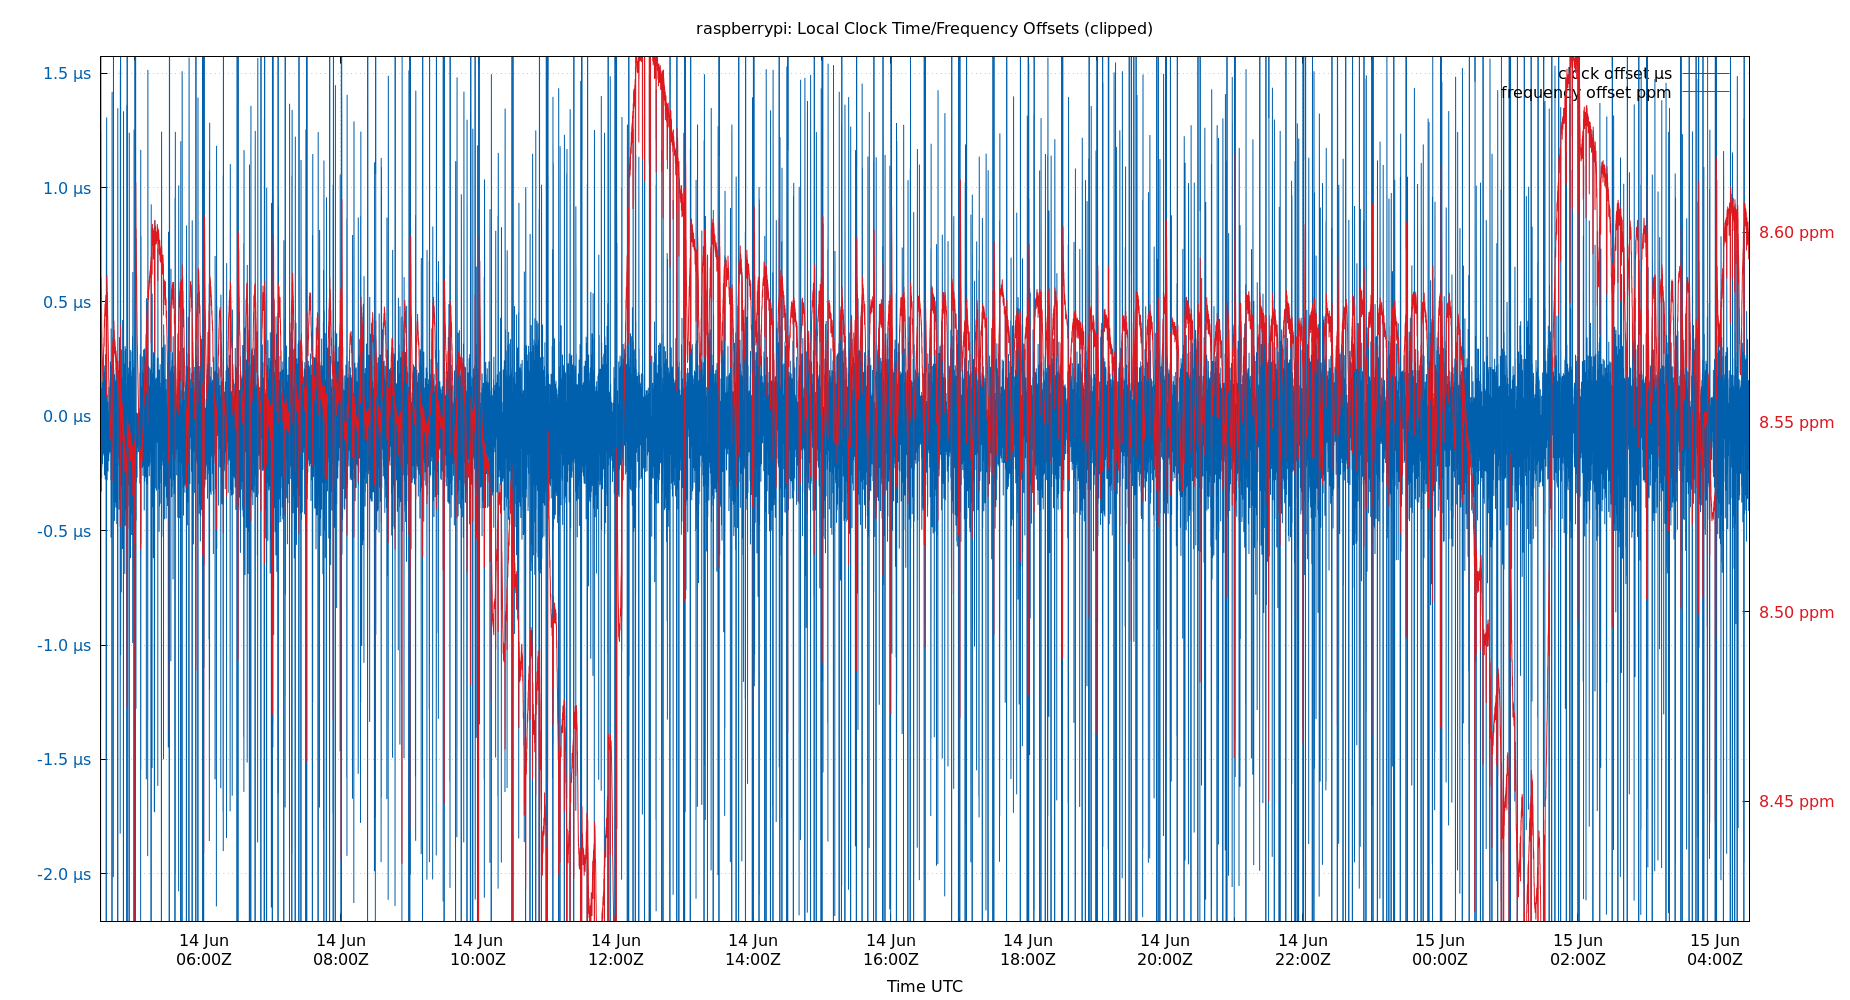 raspberrypi: Local Clock Time/Frequency Offsets (clipped)
clock offset µs
frequency offset ppm
1.5 µs
1.0 µs
0.5 µs
0.0 µs
-0.5 µs
-1.0 µs
-1.5 µs
-2.0 µs
8.60 ppm
8.55 ppm
8.50 ppm
8.45 ppm
14 Jun 14 Jun 14 Jun 14 Jun 14 Jun 14 Jun 14 Jun 14 Jun 14 Jun 15 Jun 15 Jun 15 Jun
06:00Z 08:00Z 10:00Z 12:00Z 14:00Z 16:00Z 18:00Z 20:00Z 22:00Z 00:00Z 02:00Z 04:00Z
Time UTC